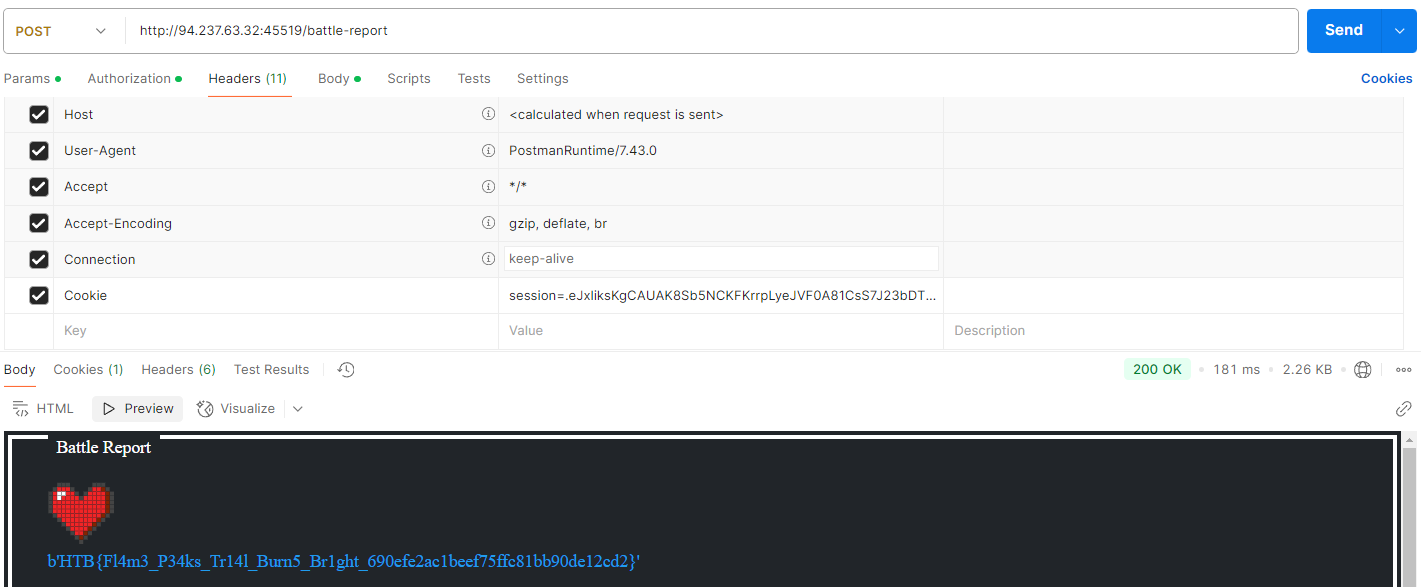 POST http://94.237.63.32:45519/battle-report Send
Params Authorization Headers (11) Body Scripts Tests Settings Cookies
Host <calculated when request is sent>
User-Agent PostmanRuntime/7.43.0
Accept */*
Accept-Encoding gzip, deflate, br
Connection keep-alive
Cookie session=.eJxliksKgCAUAK8Sb5NCKFKrrpLyeJVF0A81CsS7J23bDT...
Key Value Description
Body Cookies (1) Headers (6) Test Results 200 OK 181 ms 2.26 KB
HTML Preview Visualize
Battle Report
b'HTB{Fl4m3_P34ks_Tr14l_Burn5_Br1ght_690efe2ac1beef75ffc81bb90de12cd2}'